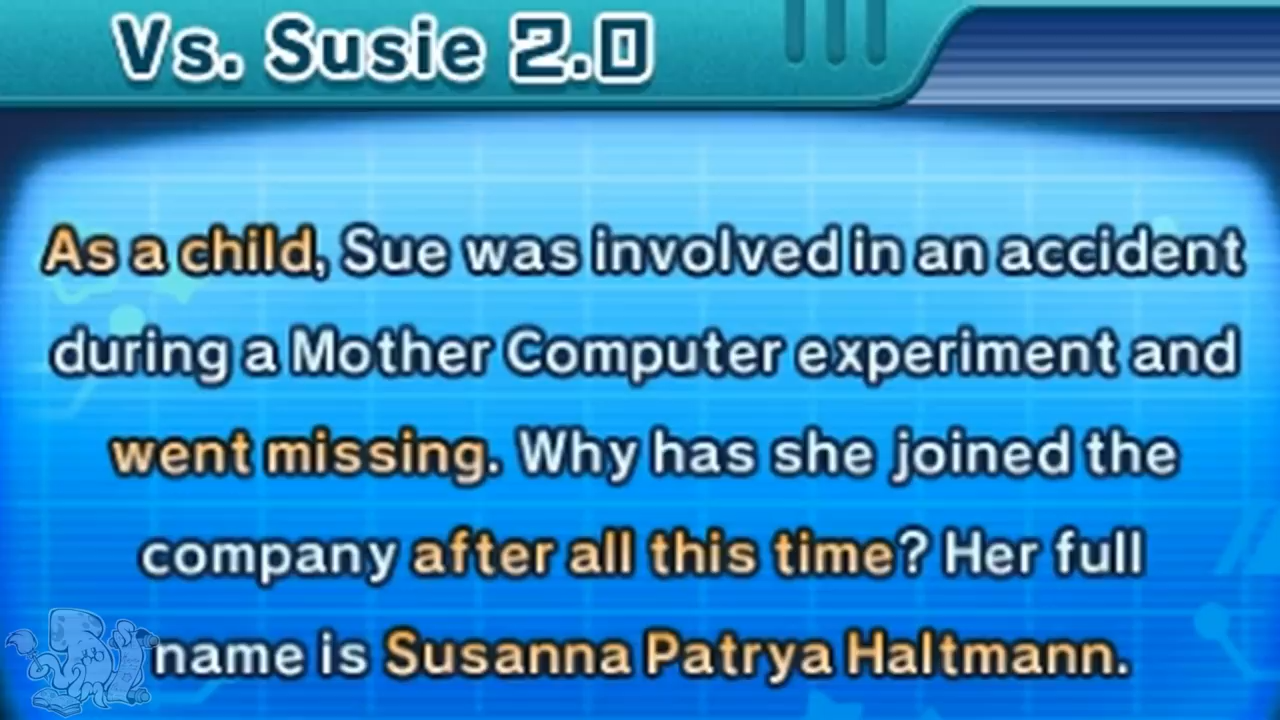 Vs. Susie 2.0
As a child, Sue was involved in an accident
during a Mother Computer experiment and
went missing. Why has she joined the
company after all this time? Her full
name is Susanna Patrya Haltmann.